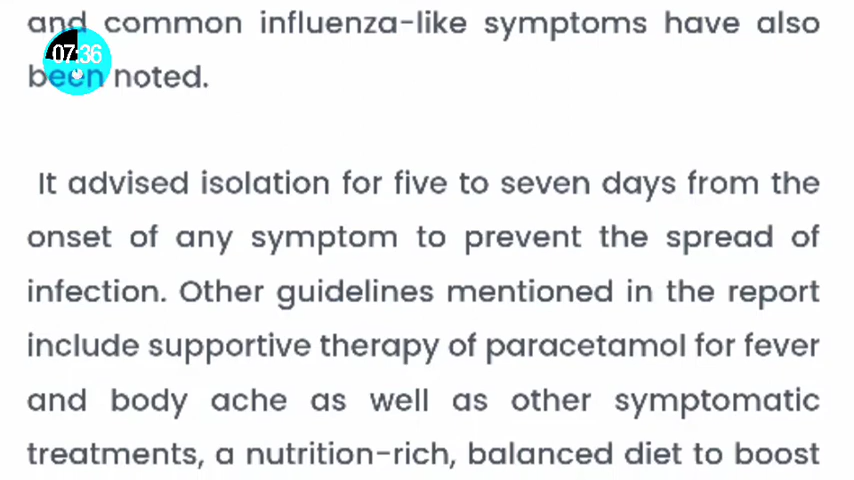 and common influenza-like symptoms have also
07:36
been noted.
It advised isolation for five to seven days from the
onset of any symptom to prevent the spread of
infection. Other guidelines mentioned in the report
include supportive therapy of paracetamol for fever
and body ache as well as other symptomatic
treatments, a nutrition-rich, balanced diet to boost